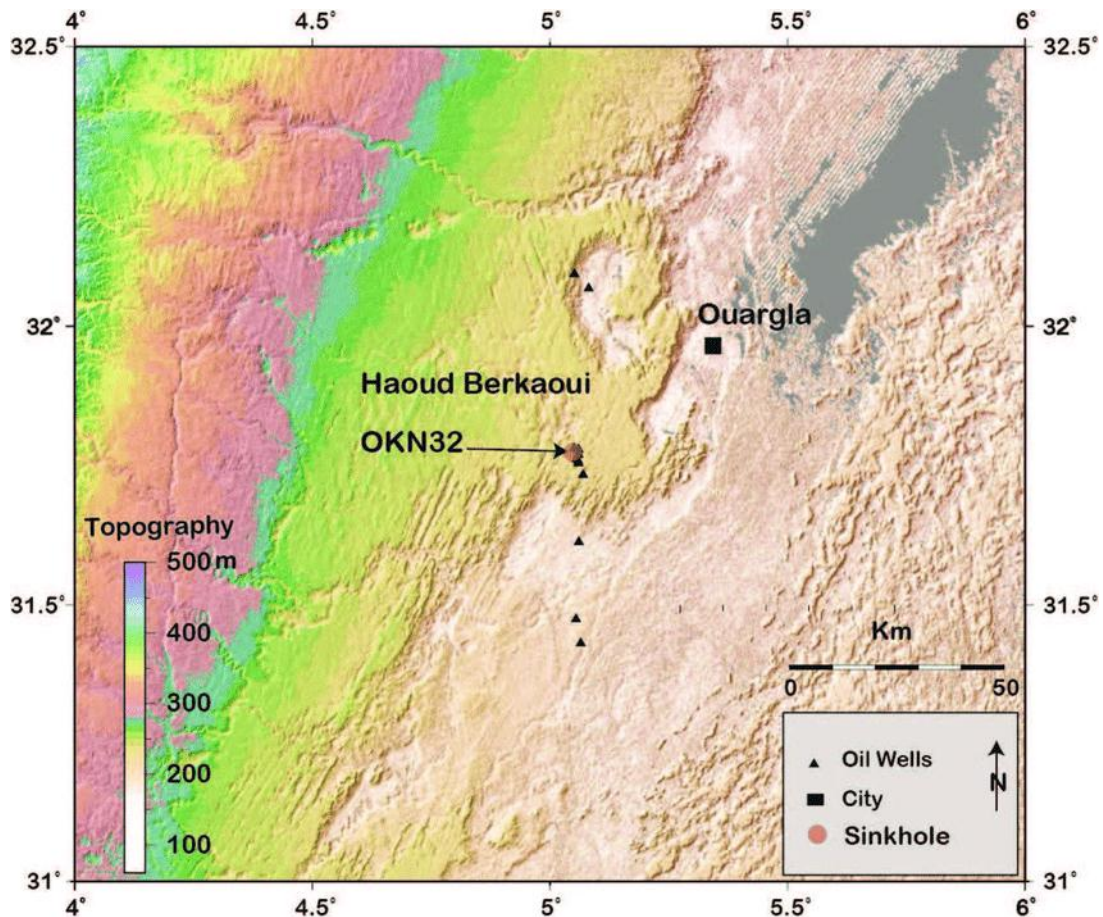 4° 4.5° 5° 5.5° 6°
32.5° 32.5°
32° 32°
Ouargla
Haoud Berkaoui
OKN32
Topography
500 m
400
300
200
100
31.5° 31.5°
Km
0 50
Oil Wells
N
City
Sinkhole
31° 31°
4° 4.5° 5° 5.5° 6°